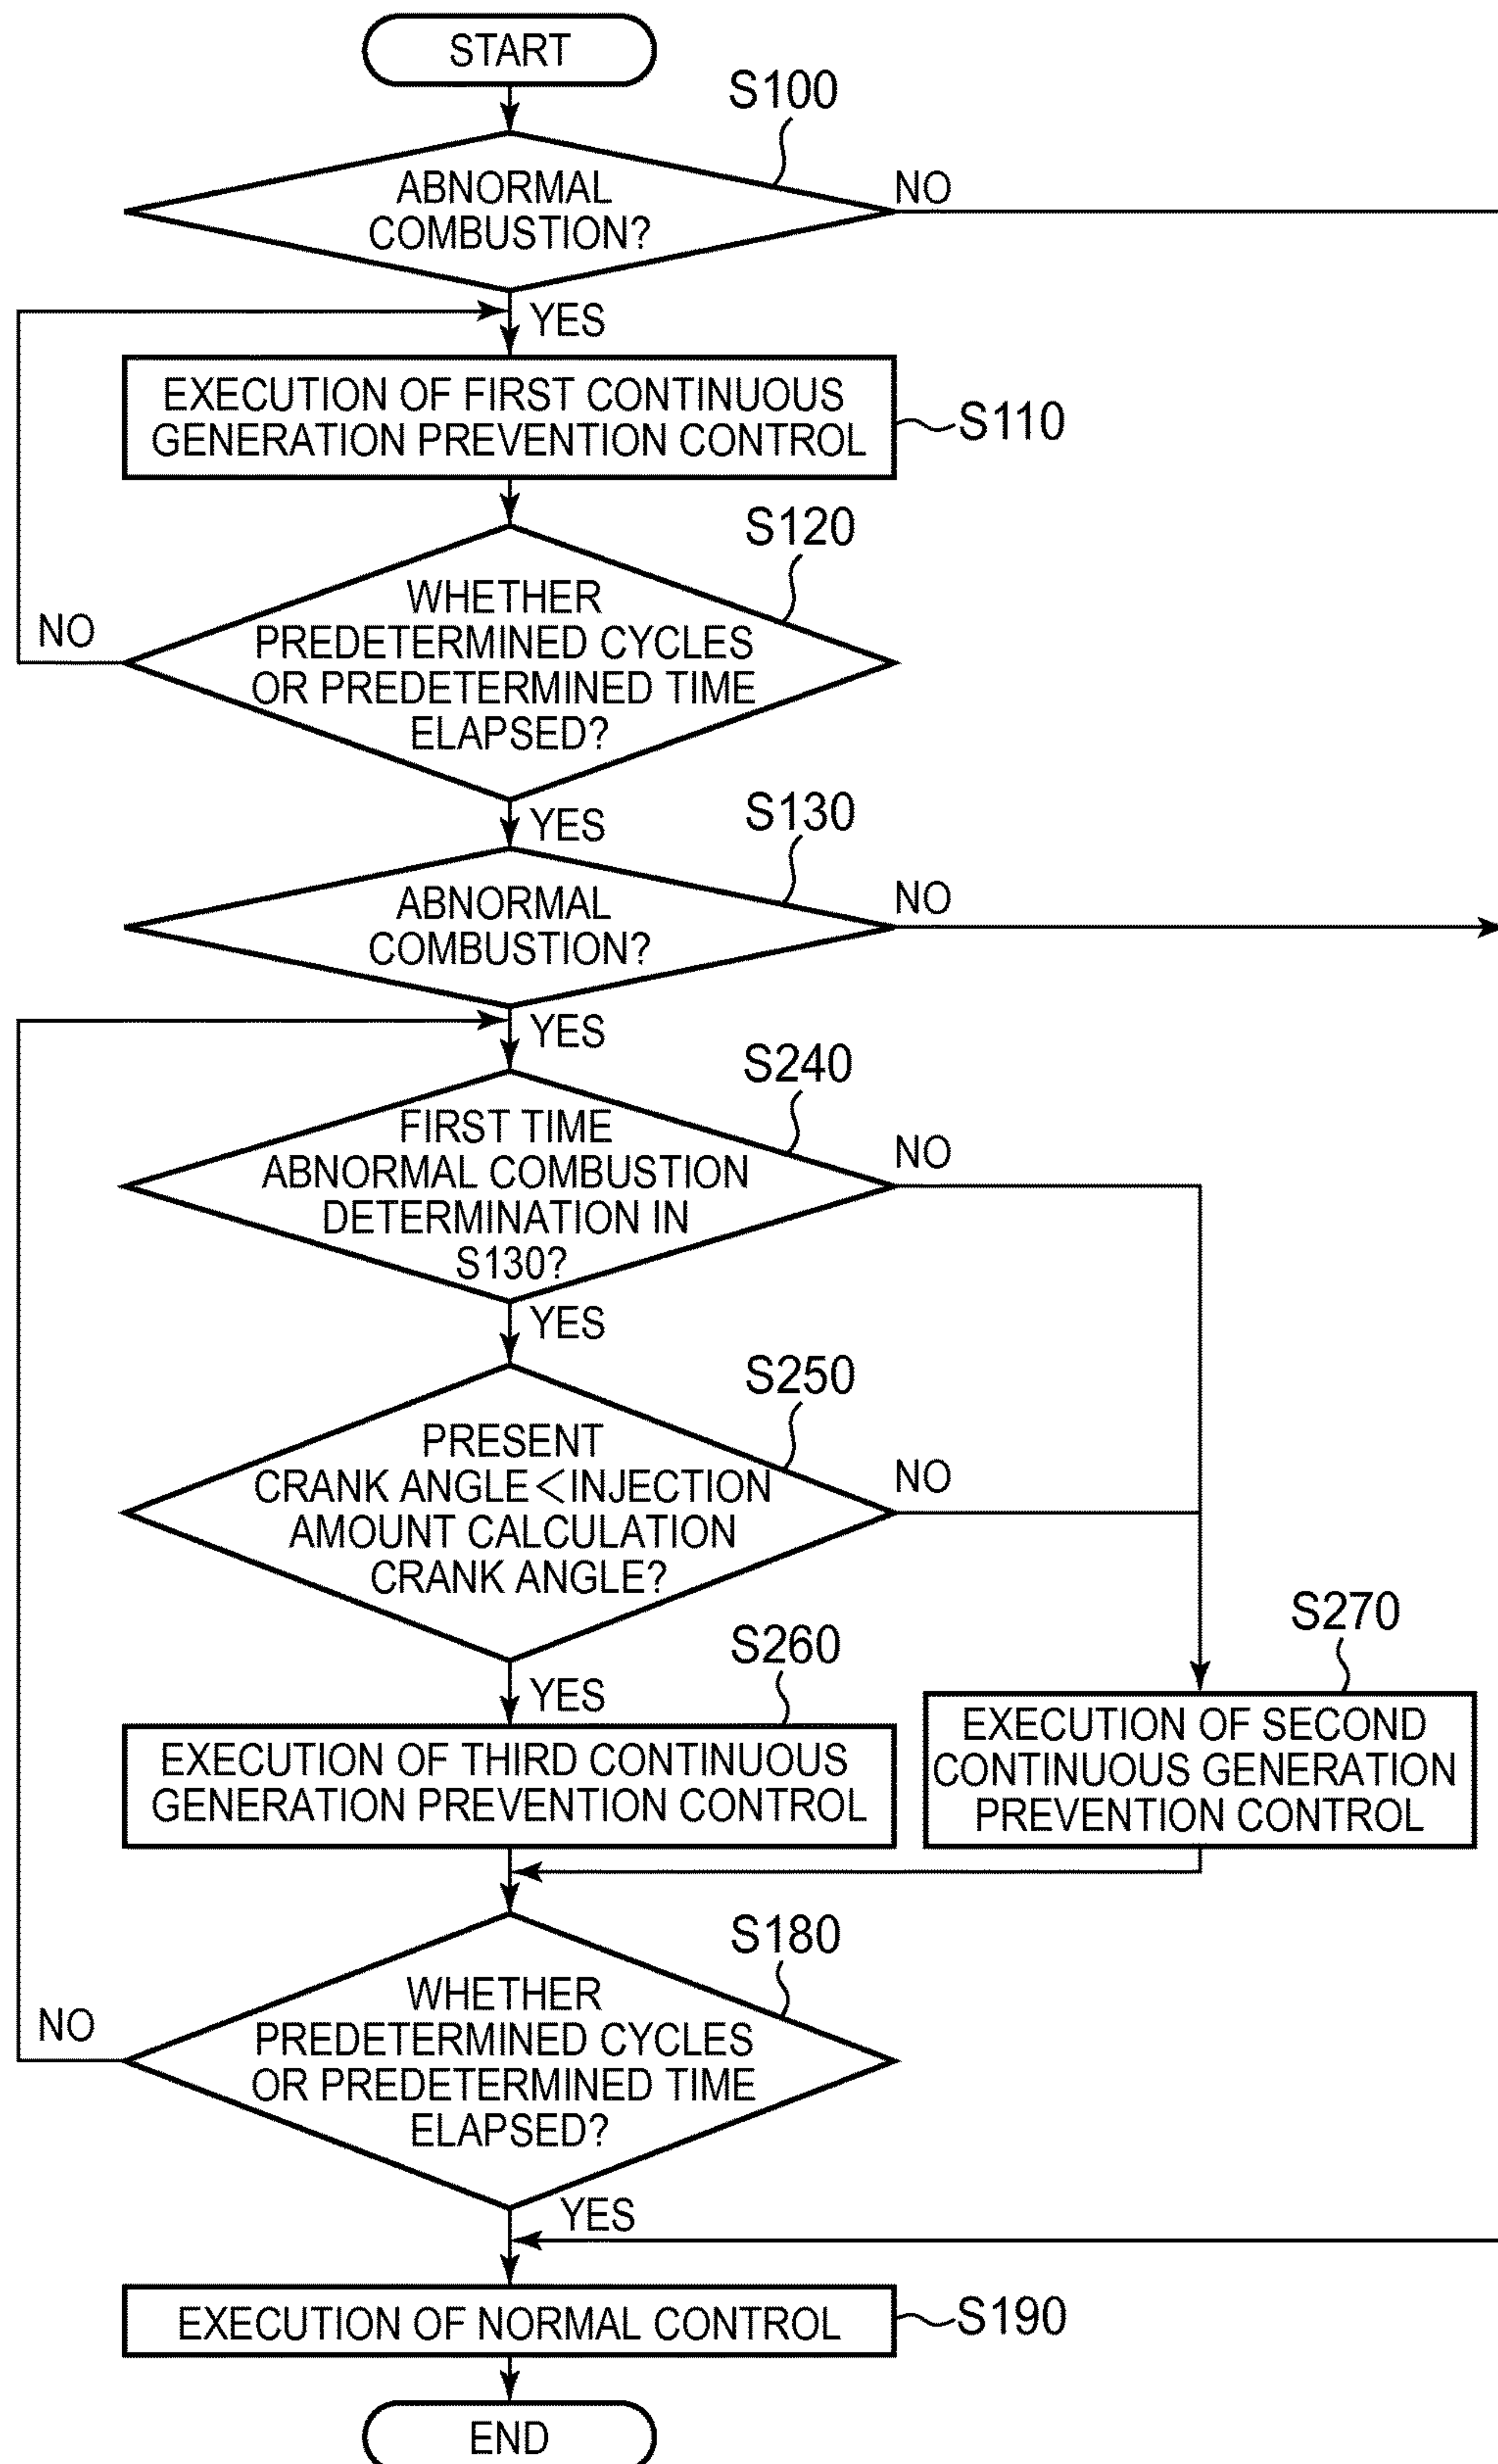 START
S100
ABNORMAL
COMBUSTION?
NO
YES
EXECUTION OF FIRST CONTINUOUS
GENERATION PREVENTION CONTROL
S110
S120
WHETHER
PREDETERMINED CYCLES
OR PREDETERMINED TIME
ELAPSED?
NO
YES
S130
ABNORMAL
COMBUSTION?
NO
YES
S240
FIRST TIME
ABNORMAL COMBUSTION
DETERMINATION IN
S130?
NO
YES
S250
PRESENT
CRANK ANGLE<INJECTION
AMOUNT CALCULATION
CRANK ANGLE?
NO
YES
S260
EXECUTION OF THIRD CONTINUOUS
GENERATION PREVENTION CONTROL
S270
EXECUTION OF SECOND
CONTINUOUS GENERATION
PREVENTION CONTROL
S180
WHETHER
PREDETERMINED CYCLES
OR PREDETERMINED TIME
ELAPSED?
NO
YES
EXECUTION OF NORMAL CONTROL
S190
END